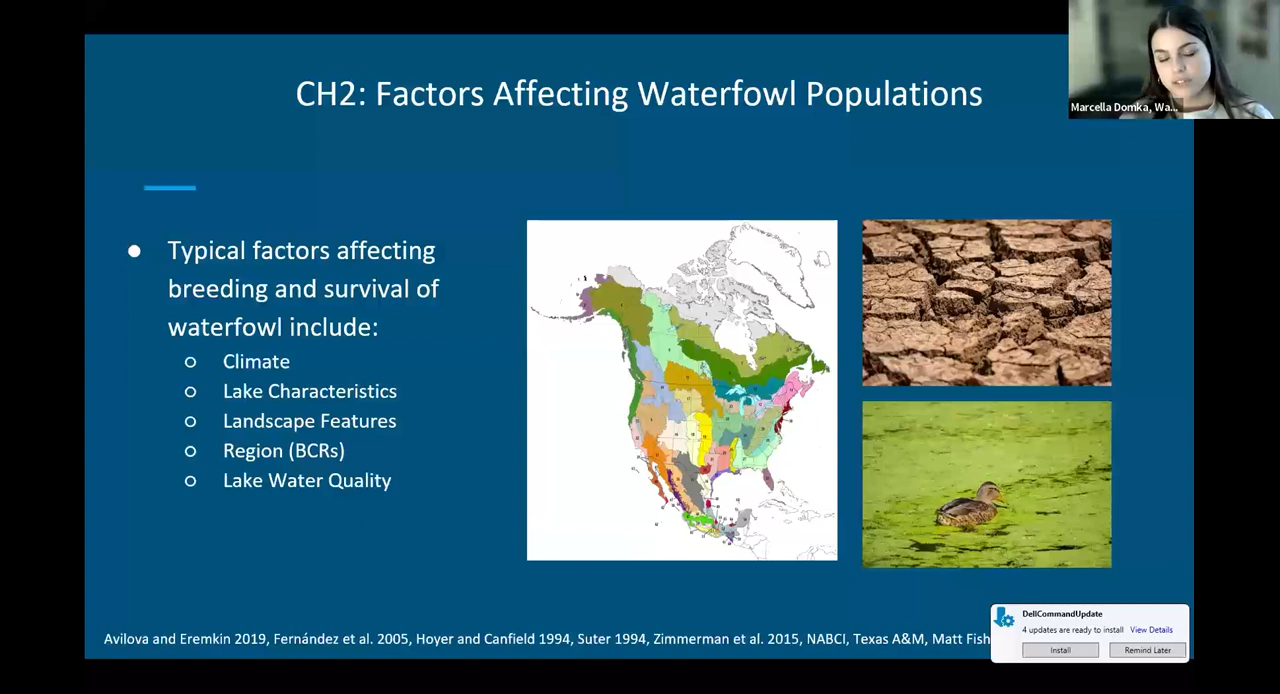 CH2: Factors Affecting Waterfowl Populations
Marcella Domka, Wa...
● Typical factors affecting
breeding and survival of
waterfowl include:
○ Climate
○ Lake Characteristics
○ Landscape Features
○ Region (BCRs)
○ Lake Water Quality
Avilova and Eremkin 2019, Fernández et al. 2005, Hoyer and Canfield 1994, Suter 1994, Zimmerman et al. 2015, NABCI, Texas A&M, Matt Fish
DellCommandUpdate
4 updates are ready to install View Details
Install Remind Later